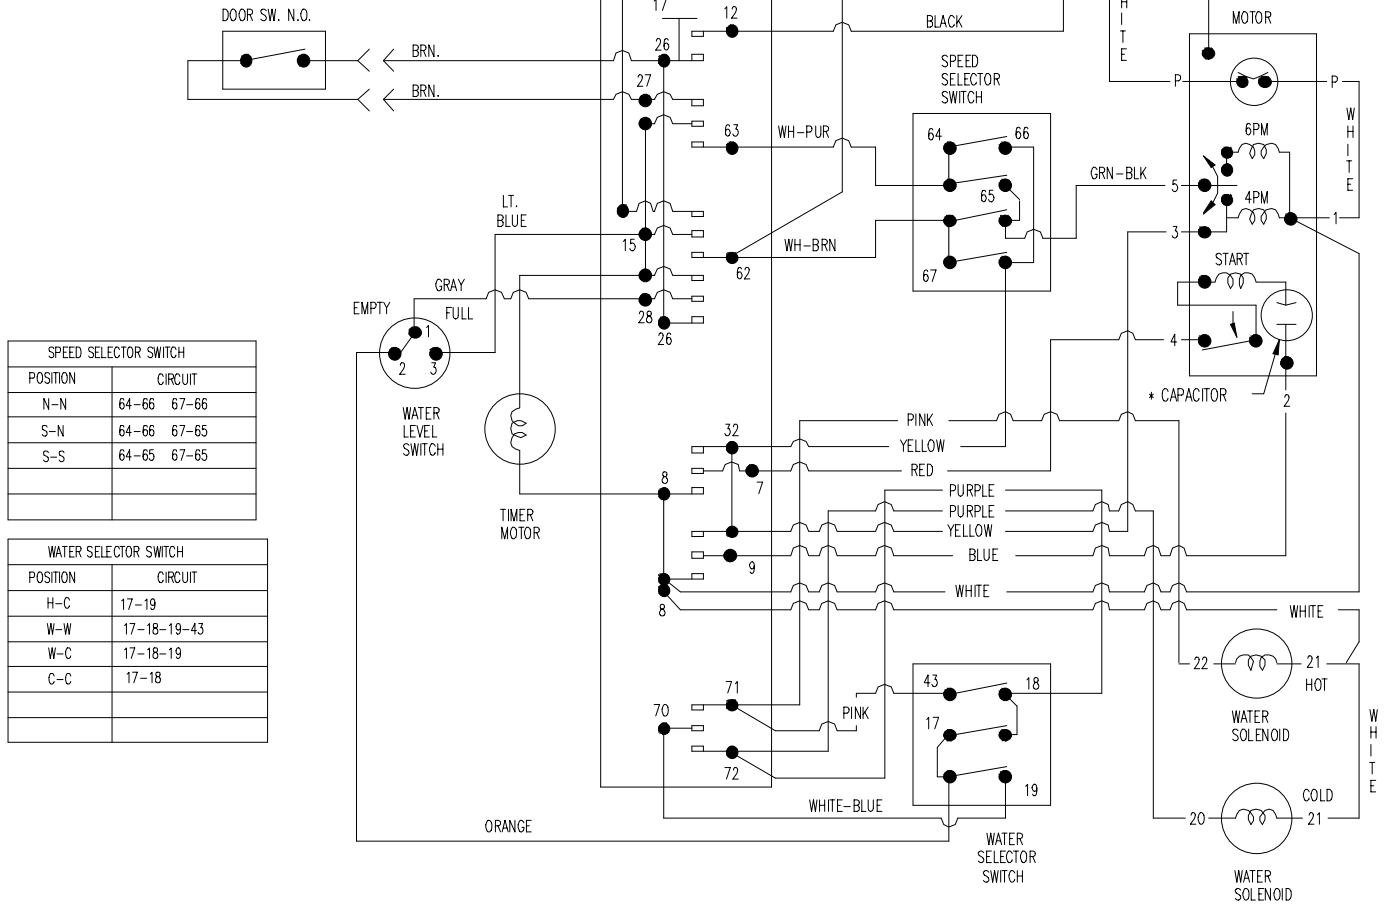 17
12
BLACK
HITE
HITE
MOTOR
DOOR SW. N.O.
BRN.
26
BRN.
27
SPEED
SELECTOR
SWITCH
P
P
WHITE
63
WH-PUR
64
66
65
67
GRN-BLK
5
6PM
4PM
1
3
LT.
BLUE
15
WH-BRN
62
GRAY
28
26
EMPTY
FULL
1
2
3
WATER
LEVEL
SWITCH
START
4
* CAPACITOR
2
SPEED SELECTOR SWITCH
POSITION CIRCUIT
N-N 64-66 67-66
S-N 64-66 67-65
S-S 64-65 67-65
TIMER
MOTOR
32
8
7
9
8
PINK
YELLOW
RED
PURPLE
PURPLE
YELLOW
BLUE
WHITE
WHITE
WATER SELECTOR SWITCH
POSITION CIRCUIT
H-C 17-19
W-W 17-18-19-43
W-C 17-18-19
C-C 17-18
71
70
72
PINK
43
18
17
19
22
21
HOT
WATER
SOLENOID
WHITE
WHITE-BLUE
ORANGE
WATER
SELECTOR
SWITCH
20
COLD
21
WATER
SOLENOID